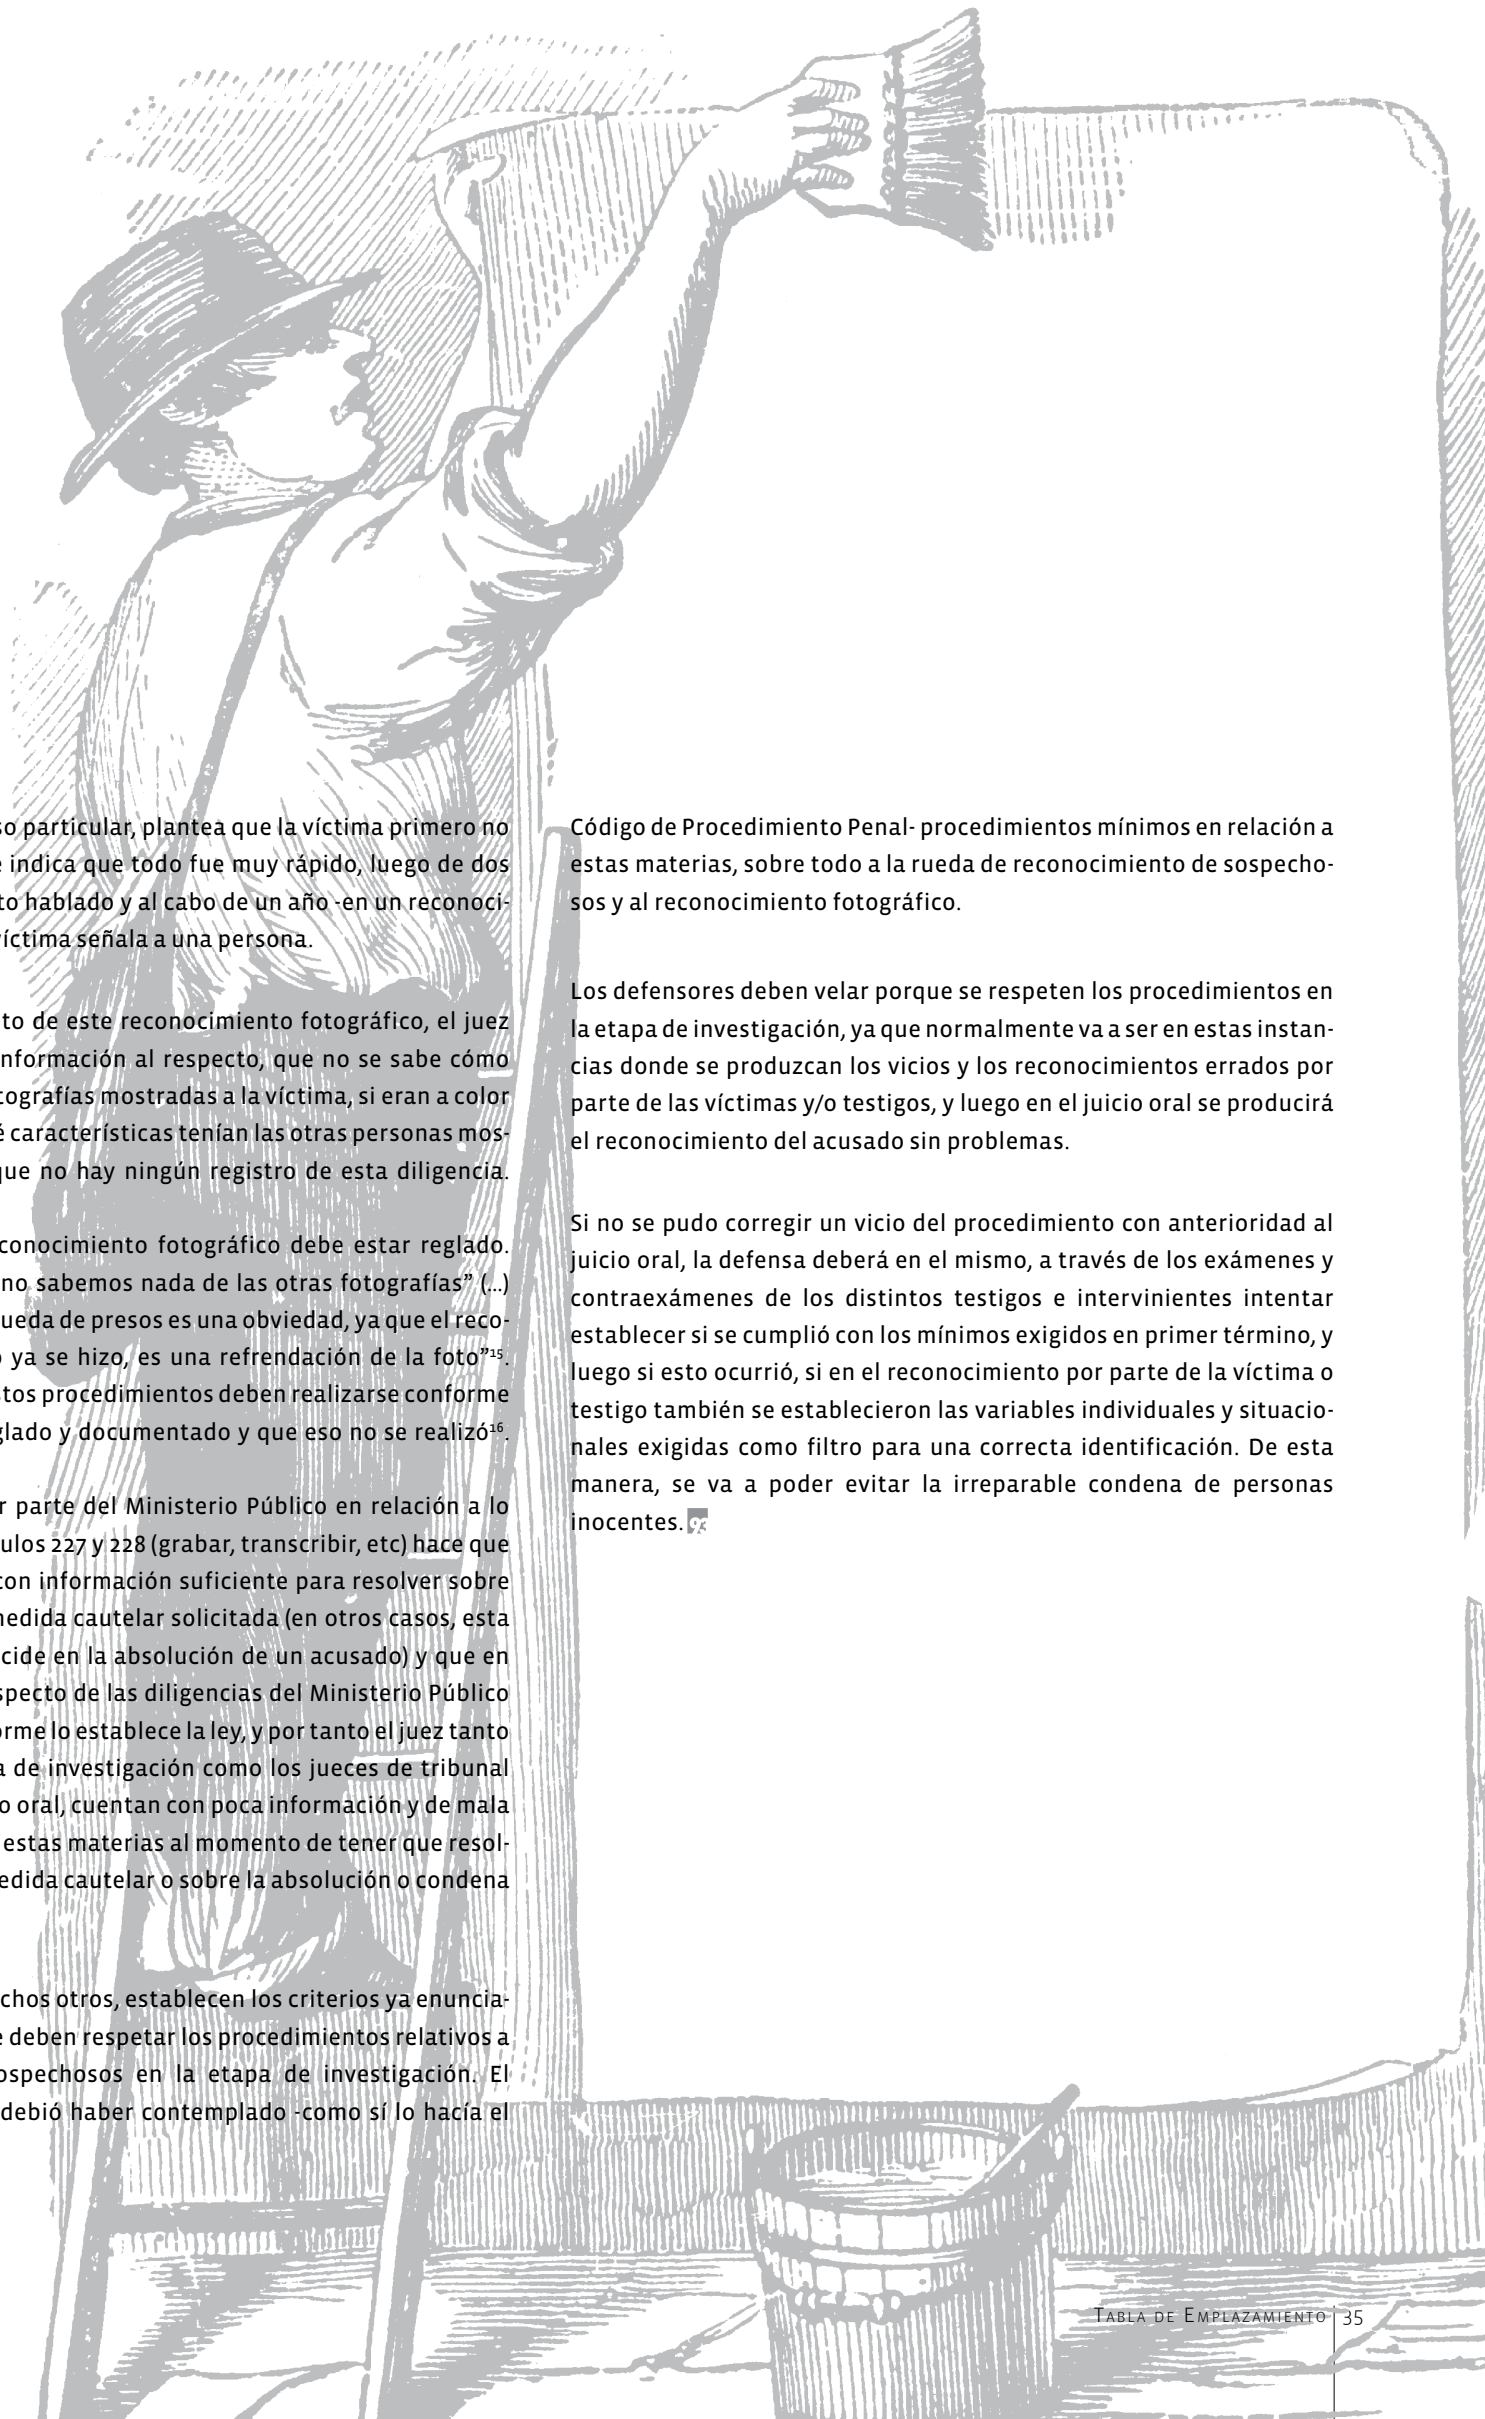 so particular, plantea que la víctima primero no
e indica que todo fue muy rápido, luego de dos
to hablado y al cabo de un año -en un reconoci-
víctima señala a una persona.
to de este reconocimiento fotográfico, el juez
nformación al respecto, que no se sabe cómo
tografías mostradas a la víctima, si eran a color
é características tenían las otras personas mos-
que no hay ningún registro de esta diligencia.
conocimiento fotográfico debe estar reglado.
no sabemos nada de las otras fotografías” (...)
ueda de presos es una obviedad, ya que el reco-
o ya se hizo, es una refrendación de la foto”¹⁵.
stos procedimientos deben realizarse conforme
glado y documentado y que eso no se realizó¹⁶.
r parte del Ministerio Público en relación a lo
ulos 227 y 228 (grabar, transcribir, etc) hace que
con información suficiente para resolver sobre
nedida cautelar solicitada (en otros casos, esta
cide en la absolución de un acusado) y que en
specto de las diligencias del Ministerio Público
orme lo establece la ley, y por tanto el juez tanto
a de investigación como los jueces de tribunal
o oral, cuentan con poca información y de mala
estas materias al momento de tener que resol-
edida cautelar o sobre la absolución o condena
chos otros, establecen los criterios ya enuncia-
e deben respetar los procedimientos relativos a
ospechosos en la etapa de investigación. El
debió haber contemplado -como sí lo hacía el
Código de Procedimiento Penal- procedimientos mínimos en relación a
estas materias, sobre todo a la rueda de reconocimiento de sospecho-
sos y al reconocimiento fotográfico.
Los defensores deben velar porque se respeten los procedimientos en
la etapa de investigación, ya que normalmente va a ser en estas instan-
cias donde se produzcan los vicios y los reconocimientos errados por
parte de las víctimas y/o testigos, y luego en el juicio oral se producirá
el reconocimiento del acusado sin problemas.
Si no se pudo corregir un vicio del procedimiento con anterioridad al
juicio oral, la defensa deberá en el mismo, a través de los exámenes y
contraexámenes de los distintos testigos e intervinientes intentar
establecer si se cumplió con los mínimos exigidos en primer término, y
luego si esto ocurrió, si en el reconocimiento por parte de la víctima o
testigo también se establecieron las variables individuales y situacio-
nales exigidas como filtro para una correcta identificación. De esta
manera, se va a poder evitar la irreparable condena de personas
inocentes. 93
Tabla de Emplazamiento 35